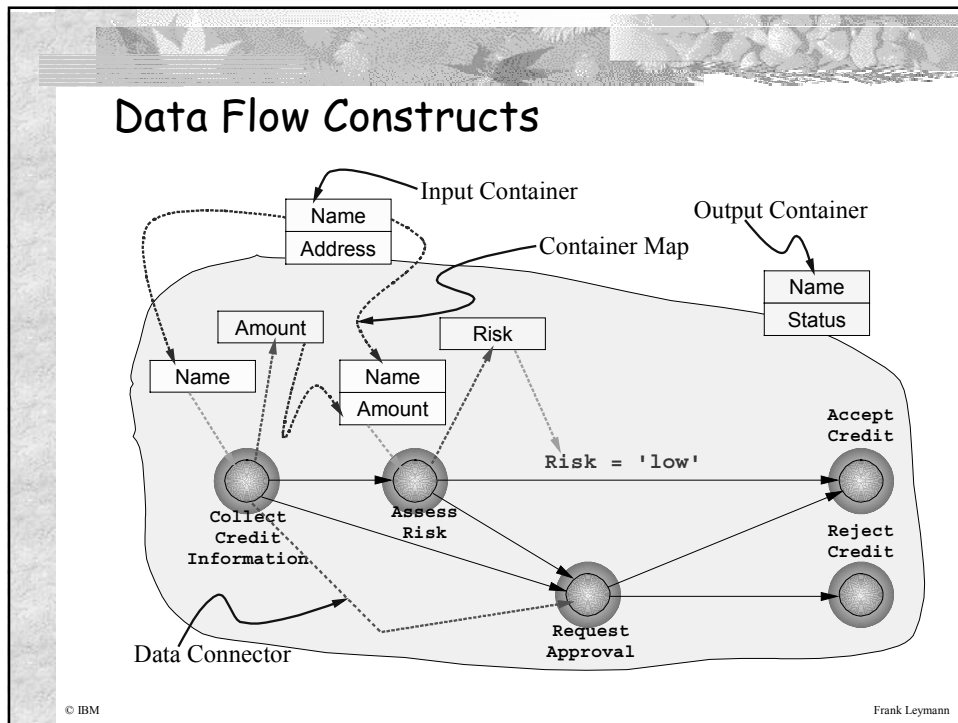 Data Flow Constructs
Input Container
Output Container
Name
Address
Container Map
Name
Status
Amount
Risk
Name
Name
Amount
Accept
Credit
Risk = 'low'
Collect
Credit
Information
Assess
Risk
Reject
Credit
Request
Approval
Data Connector
© IBM
Frank Leymann